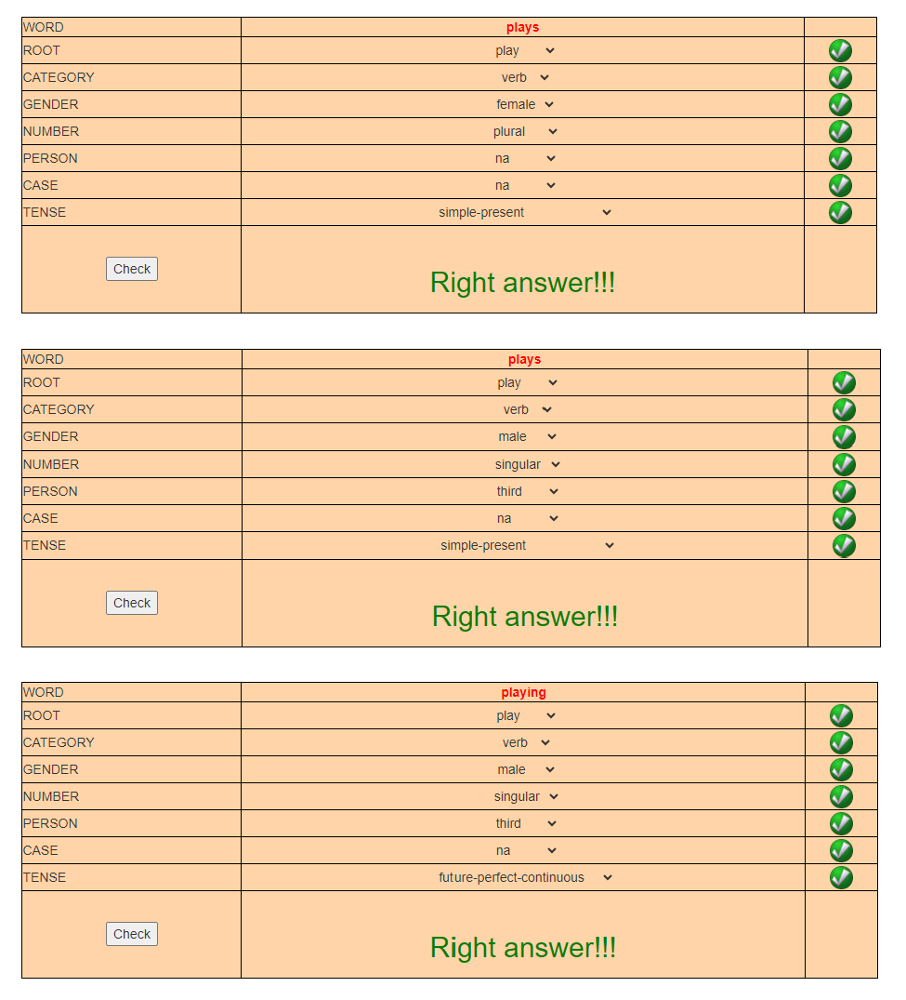 WORD plays
ROOT play
CATEGORY verb
GENDER female
NUMBER plural
PERSON na
CASE na
TENSE simple-present
Check Right answer!!!
WORD plays
ROOT play
CATEGORY verb
GENDER male
NUMBER singular
PERSON third
CASE na
TENSE simple-present
Check Right answer!!!
WORD playing
ROOT play
CATEGORY verb
GENDER male
NUMBER singular
PERSON third
CASE na
TENSE future-perfect-continuous
Check Right answer!!!